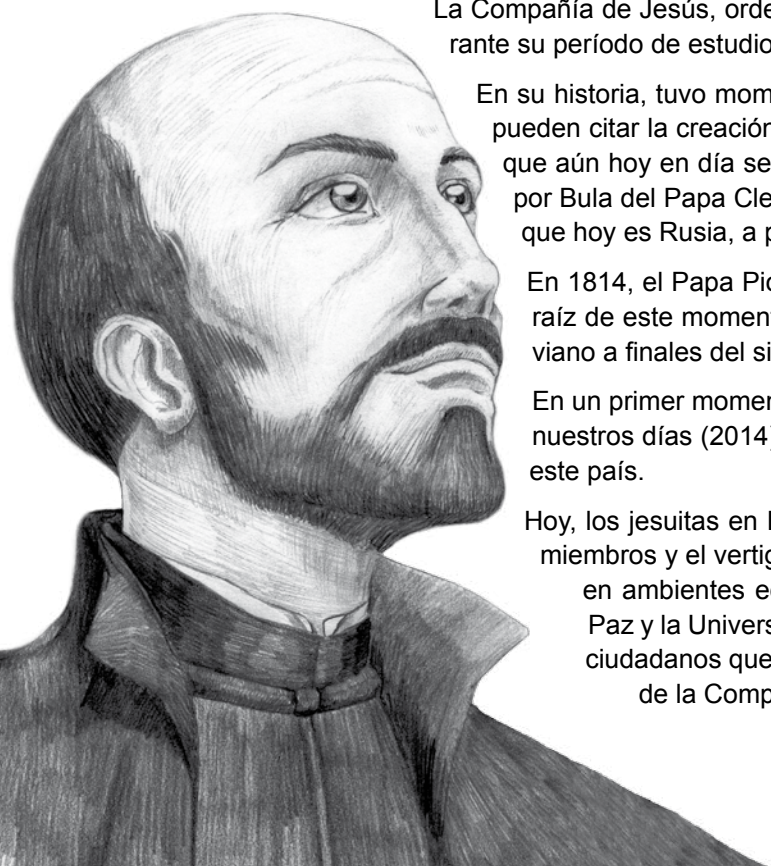 La Compañía de Jesús, orde
rante su período de estudio
En su historia, tuvo mom
pueden citar la creación
que aún hoy en día se
por Bula del Papa Cle
que hoy es Rusia, a p
En 1814, el Papa Pío
raíz de este moment
viano a finales del si
En un primer momen
nuestros días (2014)
este país.
Hoy, los jesuitas en l
miembros y el vertig
en ambientes e
Paz y la Univers
ciudadanos que
de la Comp